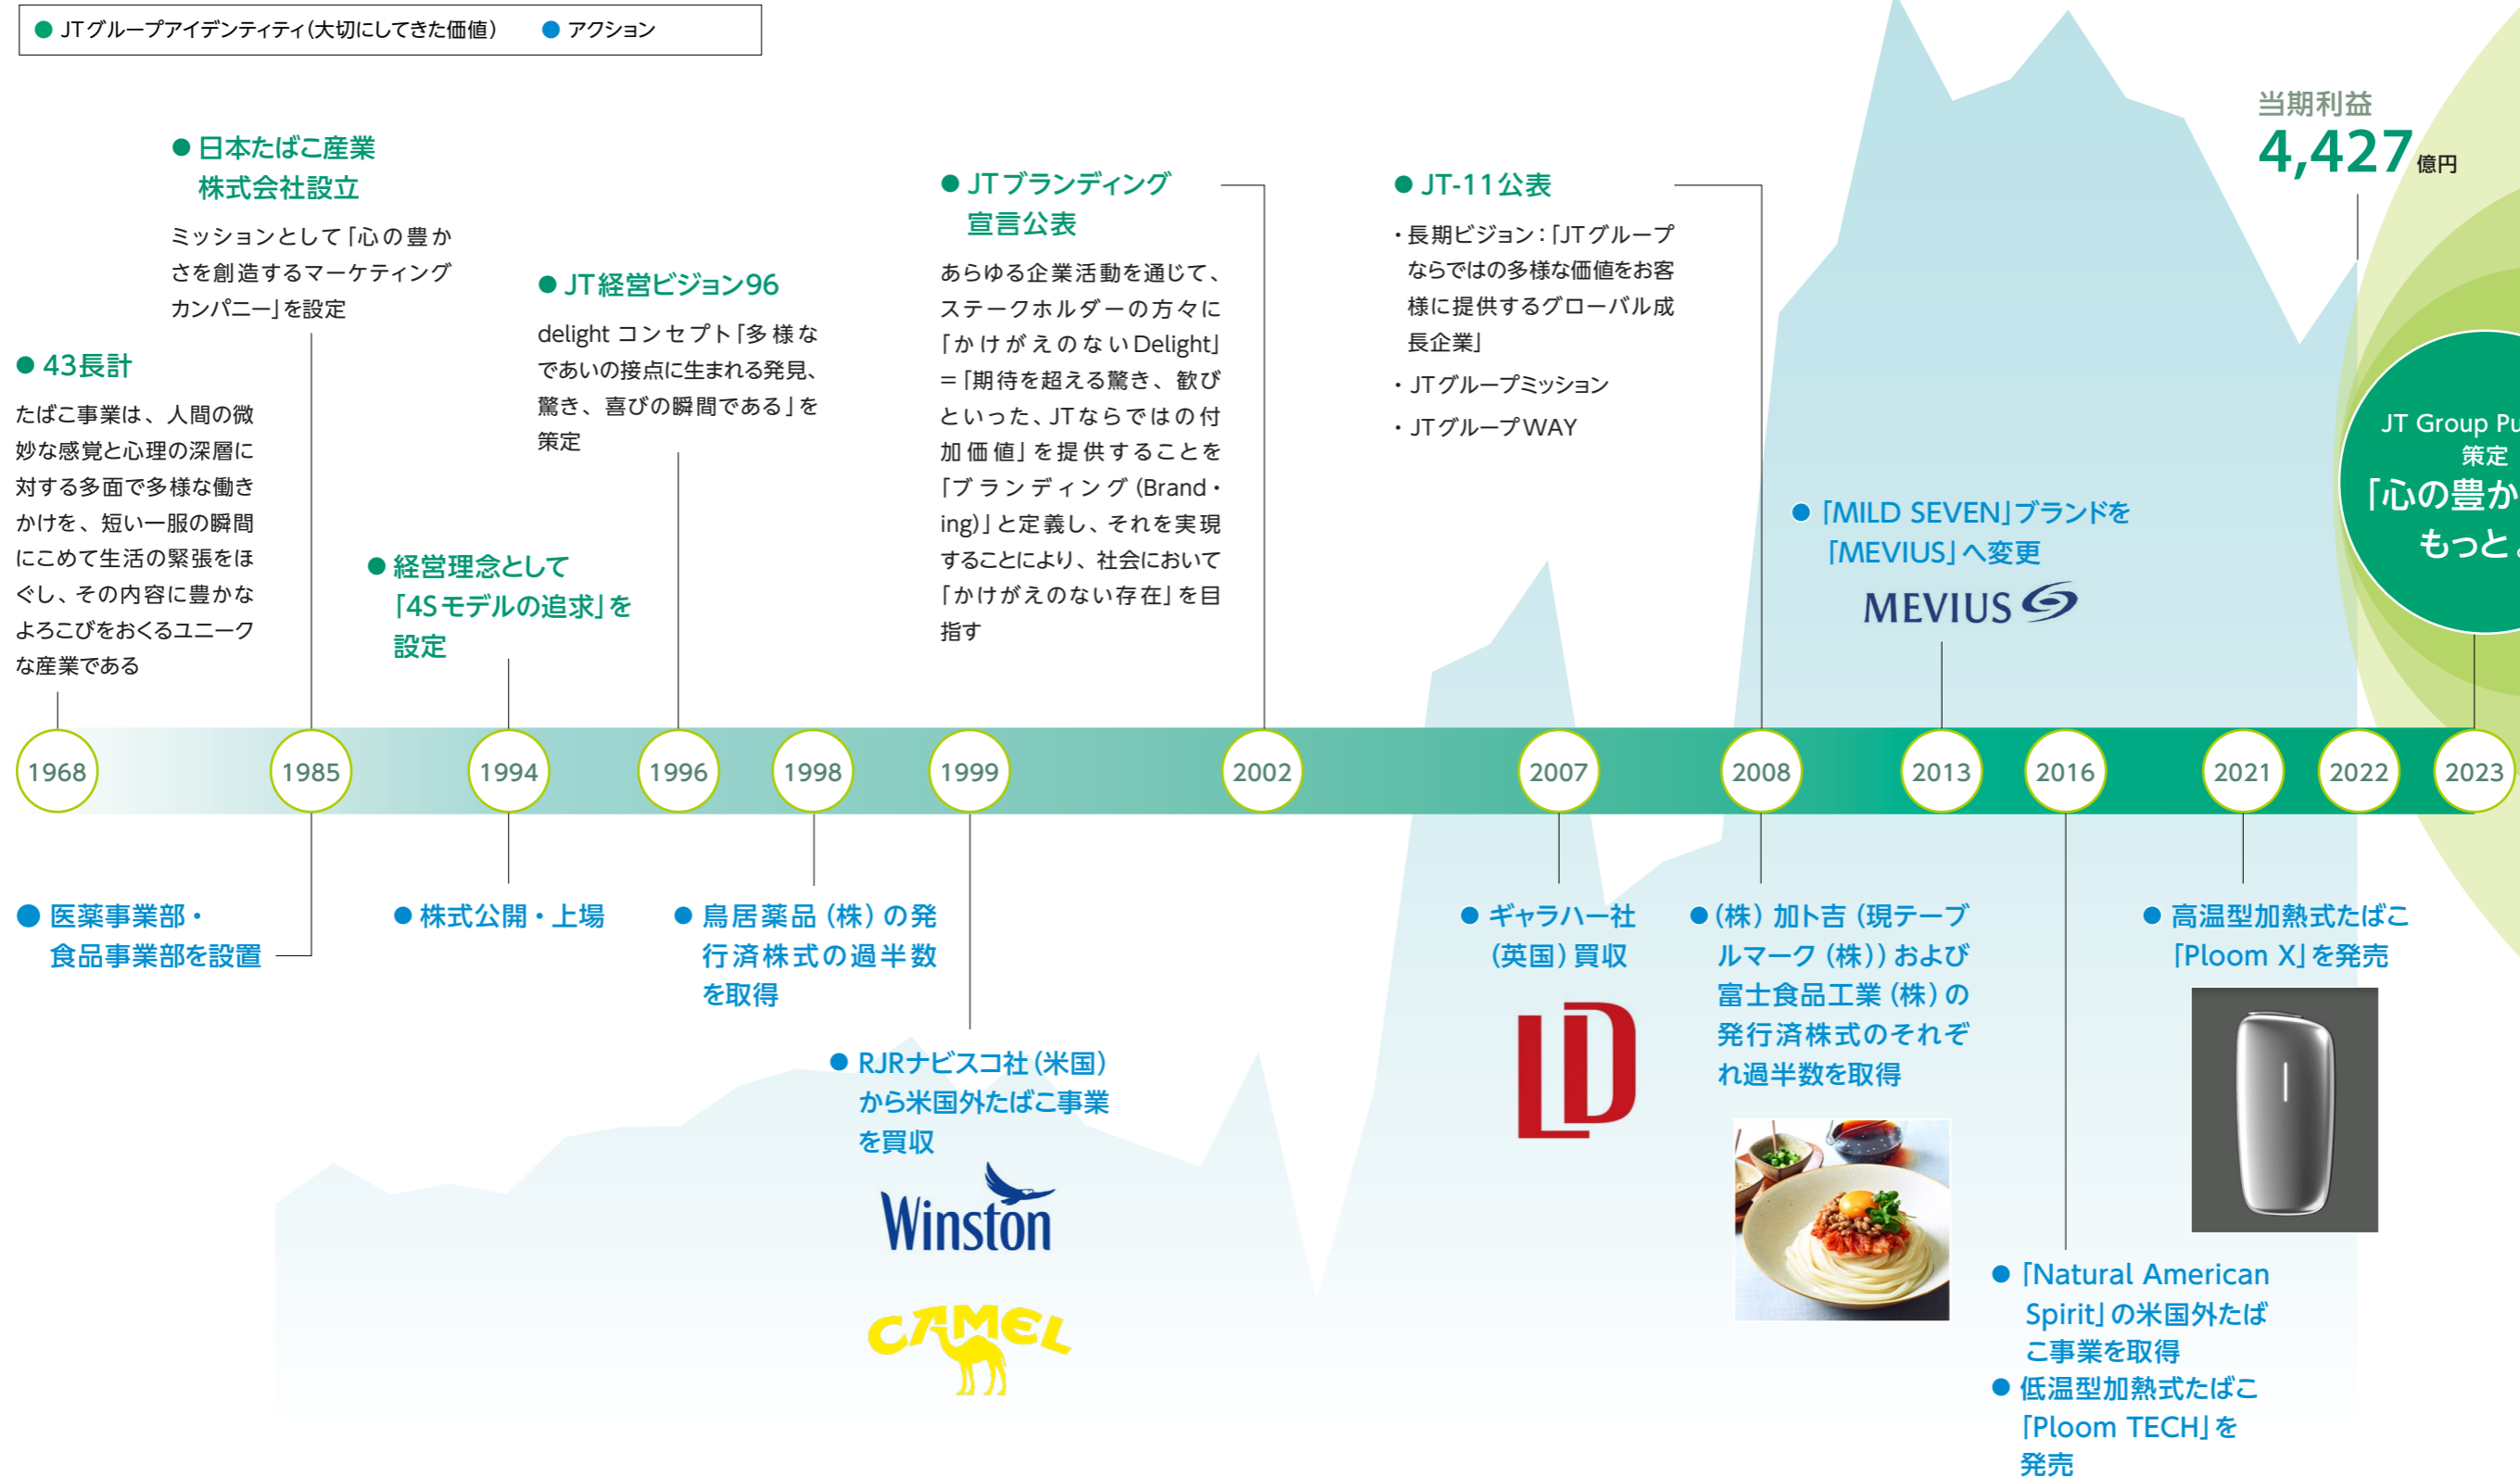 ● JTグループアイデンティティ(大切にしてきた価値) ● アクション
● 43長計
たばこ事業は、人間の微
妙な感覚と心理の深層に
対する多面で多様な働き
かけを、短い一服の瞬間
にこめて生活の緊張をほ
ぐし、その内容に豊かな
よろこびをおくるユニーク
な産業である
● 日本たばこ産業
株式会社設立
ミッションとして「心の豊か
さを創造するマーケティング
カンパニー」を設定
● 経営理念として
「4Sモデルの追求」を
設定
● JT経営ビジョン96
delight コンセプト「多様な
であいの接点に生まれる発見、
驚き、喜びの瞬間である」を
策定
● JTブランディング
宣言公表
あらゆる企業活動を通じて、
ステークホルダーの方々に
「かけがえのないDelight」
=「期待を超える驚き、歓び
といった、JTならではの付
加価値」を提供することを
「ブランディング (Brand・
ing)」と定義し、それを実現
することにより、社会において
「かけがえのない存在」を目
指す
● JT-11公表
・長期ビジョン:「JTグループ
ならではの多様な価値をお客
様に提供するグローバル成
長企業」
・JTグループミッション
・JTグループWAY
● 「MILD SEVEN」ブランドを
「MEVIUS」へ変更
MEVIUS
当期利益
4,427億円
JT Group Pu
策定
「心の豊か
もっと
1968
1985
1994
1996
1998
1999
2002
2007
2008
2013
2016
2021
2022
2023
● 医薬事業部・
食品事業部を設置
● 株式公開・上場
● 鳥居薬品(株)の発
行済株式の過半数
を取得
● RJRナビスコ社(米国)
から米国外たばこ事業
を買収
Winston
CAMEL
● ギャラハー社
(英国)買収
LD
● (株)加ト吉(現テーブ
ルマーク(株))および
富士食品工業(株)の
発行済株式のそれぞ
れ過半数を取得
● 「Natural American
Spirit」の米国外たば
こ事業を取得
● 低温型加熱式たばこ
「Ploom TECH」を
発売
● 高温型加熱式たばこ
「Ploom X」を発売